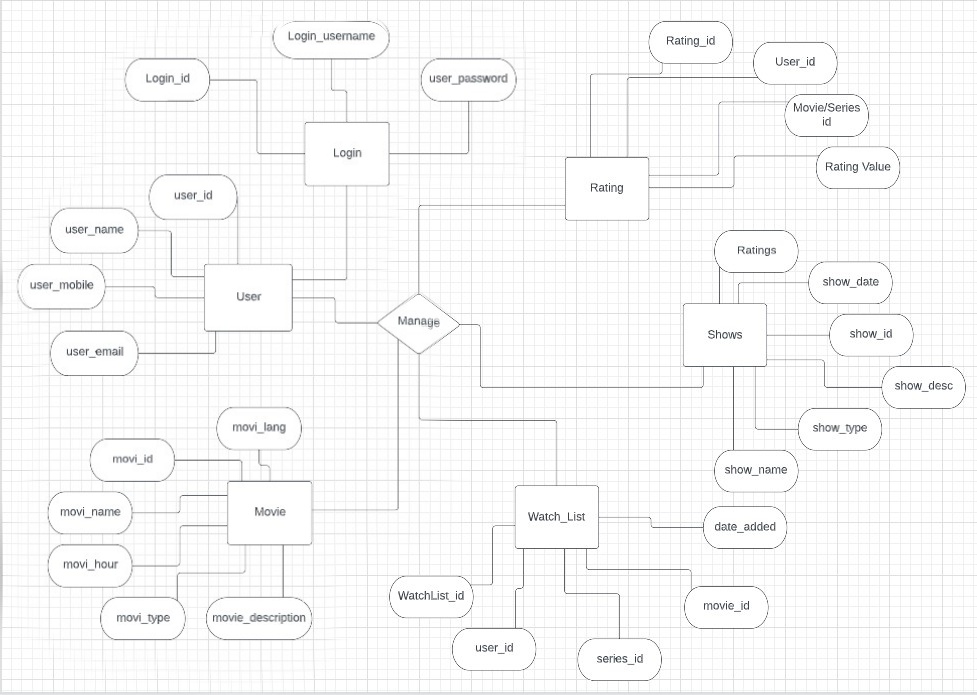 Login_username
Login_id
user_password
Login
Rating_id
User_id
Movie/Series
id
Rating Value
Rating
user_id
user_name
user_mobile
user_email
User
Manage
Ratings
show_date
show_id
show_desc
show_type
show_name
Shows
movi_lang
movi_id
movi_name
movi_hour
movi_type
movie_description
Movie
Watch_List
date_added
WatchList_id
user_id
series_id
movie_id